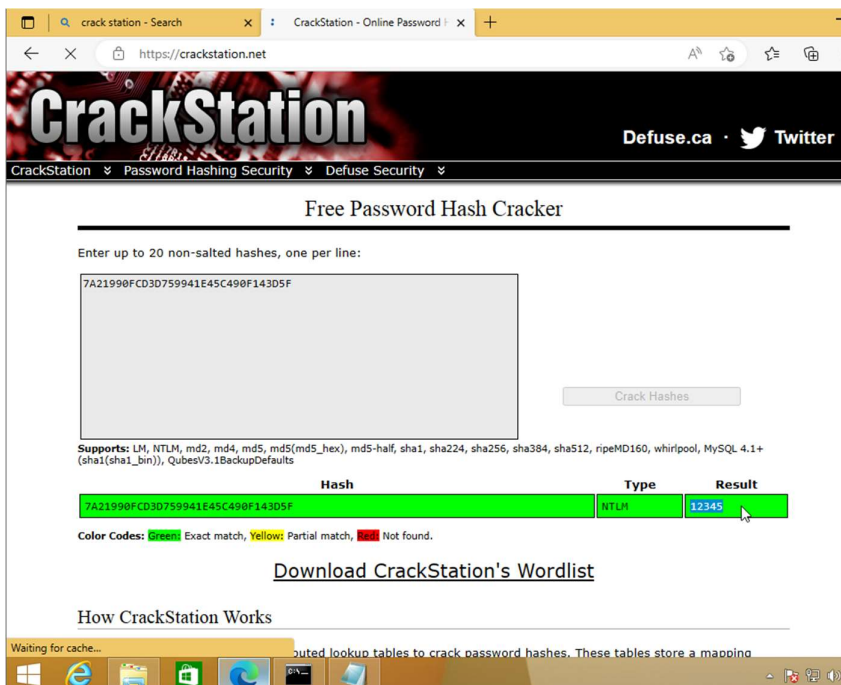 crack station - Search
CrackStation - Online Password H
https://crackstation.net
CrackStation
Defuse.ca · Twitter
CrackStation Password Hashing Security Defuse Security
Free Password Hash Cracker
Enter up to 20 non-salted hashes, one per line:
7A21990FCD3D759941E45C490F143D5F
Crack Hashes
Supports: LM, NTLM, md2, md4, md5, md5(md5_hex), md5-half, sha1, sha224, sha256, sha384, sha512, ripeMD160, whirlpool, MySQL 4.1+
(sha1(sha1_bin)), QubesV3.1BackupDefaults
Hash Type Result
7A21990FCD3D759941E45C490F143D5F NTLM 12345
Color Codes: Green: Exact match, Yellow: Partial match, Red: Not found.
Download CrackStation's Wordlist
How CrackStation Works
Waiting for cache...
outed lookup tables to crack password hashes. These tables store a mapping